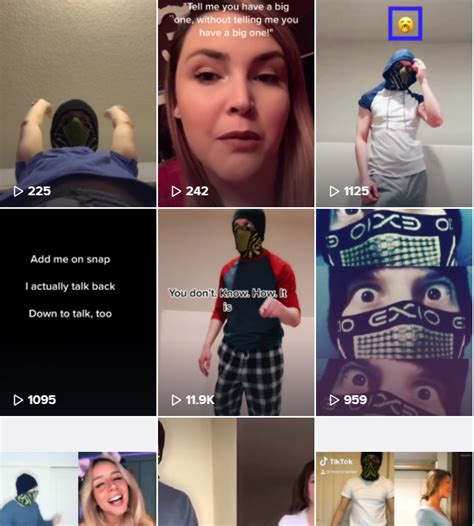 "Tell me you have a big
one, without telling me you
have a big one!"
225
242
1125
Add me on snap
I actually talk back
Down to talk, too
1095
You don't. Know. How. It
is
11.9K
EXIO
EXIO
959
TikTok